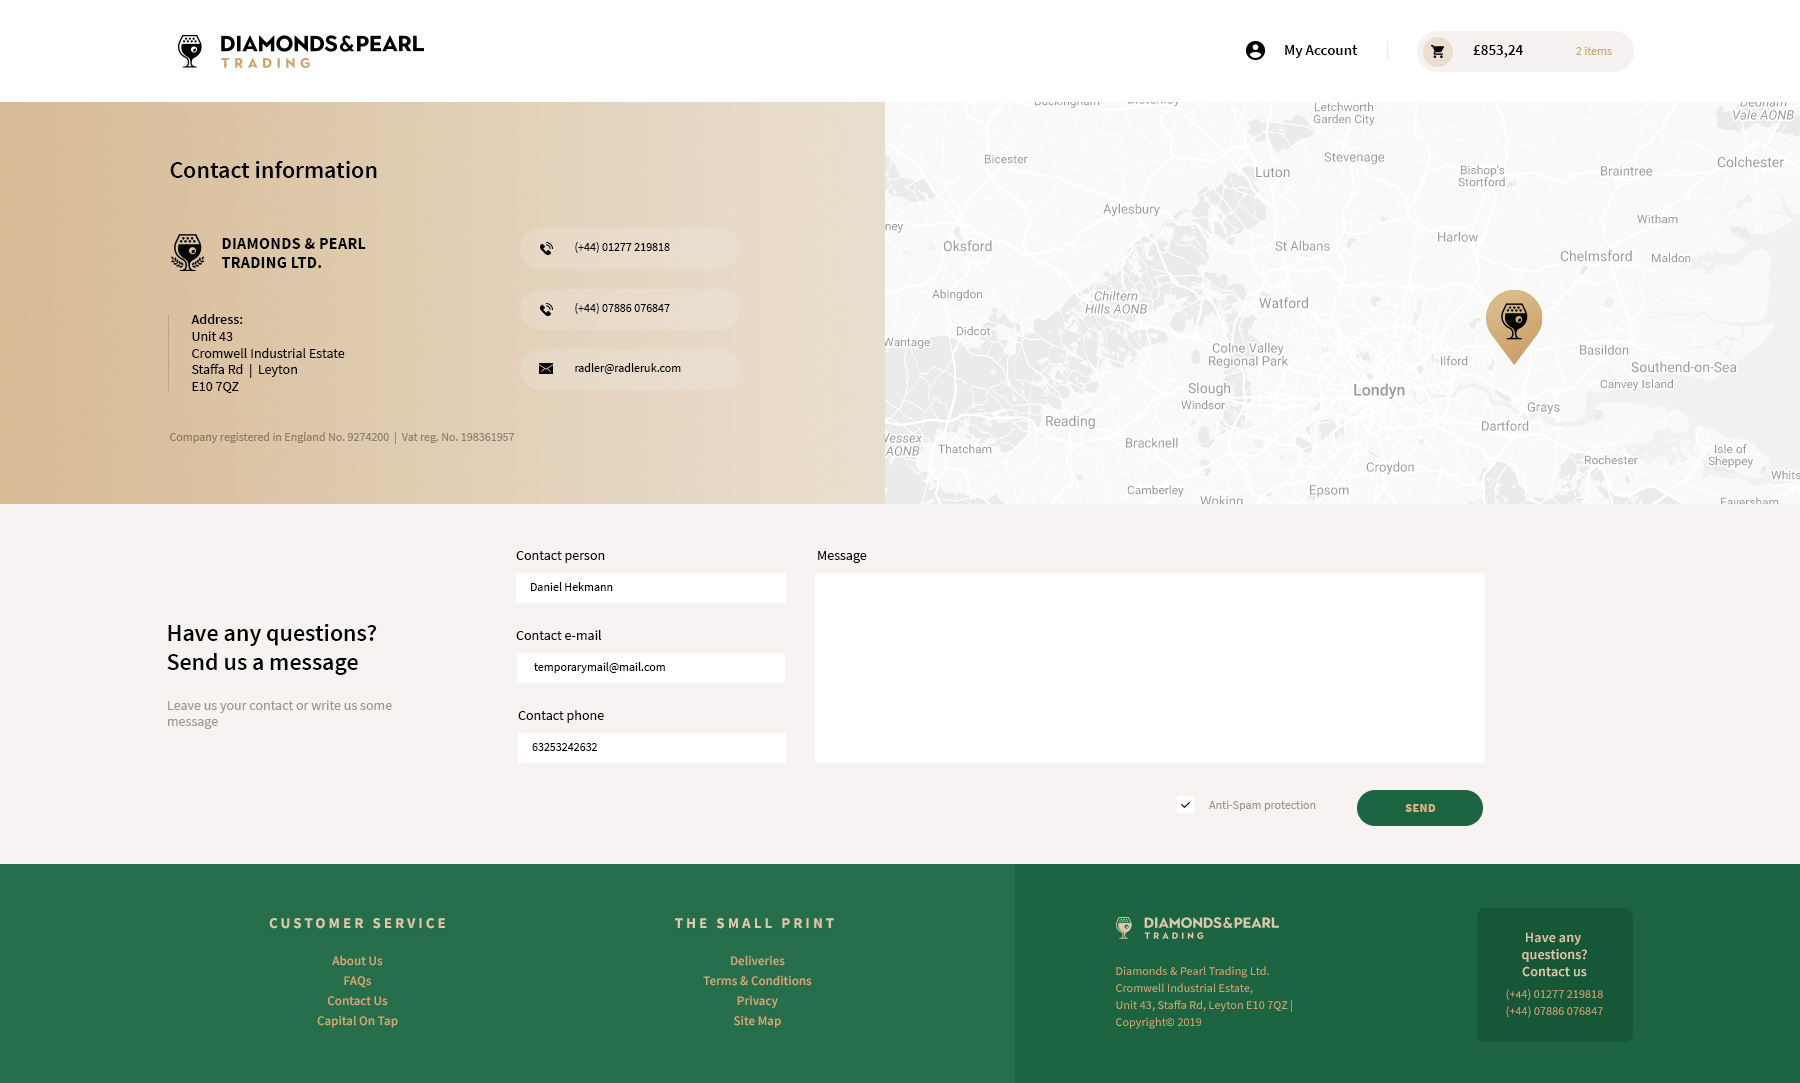 DIAMONDS&PEARL
TRADING
My Account
£853,24
2 items
Contact information
DIAMONDS & PEARL
TRADING LTD.
Address:
Unit 43
Cromwell Industrial Estate
Staffa Rd | Leyton
E10 7QZ
(+44) 01277 219818
(+44) 07886 076847
radler@radleruk.com
Company registered in England No. 9274200 | Vat reg. No. 198361957
Buckingham
Letchworth
Garden City
Dedham
Vale AONB
Bicester
Stevenage
Luton
Bishop's
Stortford
Braintree
Colchester
Aylesbury
Witham
ney
Oksford
St Albans
Harlow
Chelmsford
Maldon
Abingdon
Chiltern
Hills AONB
Watford
Didcot
Wantage
Colne Valley
Regional Park
Ilford
Basildon
Southend-on-Sea
Canvey Island
Slough
Windsor
Londyn
Grays
Reading
Dartford
Wessex
AONB
Thatcham
Bracknell
Croydon
Rochester
Isle of
Sheppey
Whits
Camberley
Woking
Epsom
Faversham
Have any questions?
Send us a message
Leave us your contact or write us some
message
Contact person
Daniel Hekmann
Contact e-mail
temporarymail@mail.com
Contact phone
63253242632
Message
Anti-Spam protection
SEND
CUSTOMER SERVICE
About Us
FAQs
Contact Us
Capital On Tap
THE SMALL PRINT
Deliveries
Terms & Conditions
Privacy
Site Map
DIAMONDS&PEARL
TRADING
Diamonds & Pearl Trading Ltd.
Cromwell Industrial Estate,
Unit 43, Staffa Rd, Leyton E10 7QZ |
Copyright© 2019
Have any
questions?
Contact us
(+44) 01277 219818
(+44) 07886 076847